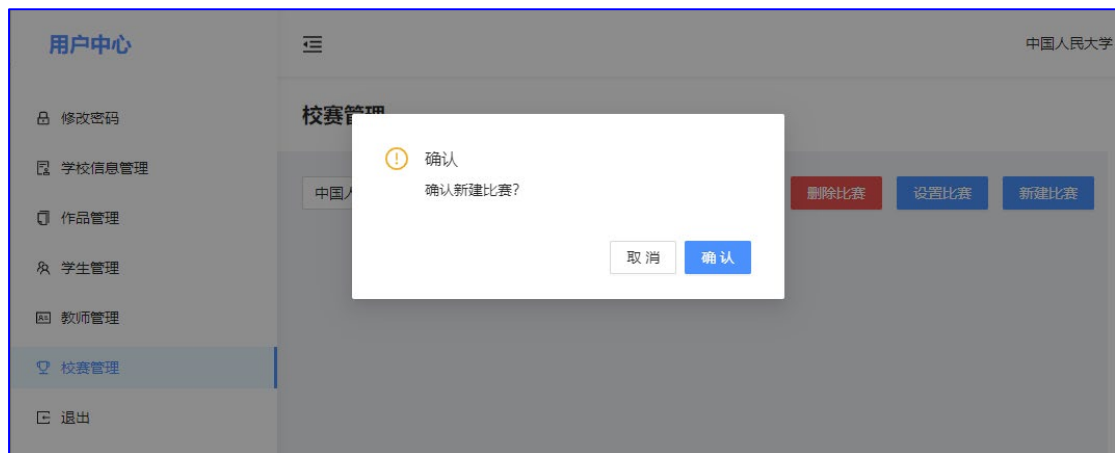 用户中心
中国人民大学
修改密码
学校信息管理
作品管理
学生管理
教师管理
校赛管理
退出
校赛管理
中国人
删除比赛
设置比赛
新建比赛
确认
确认新建比赛?
取 消
确 认